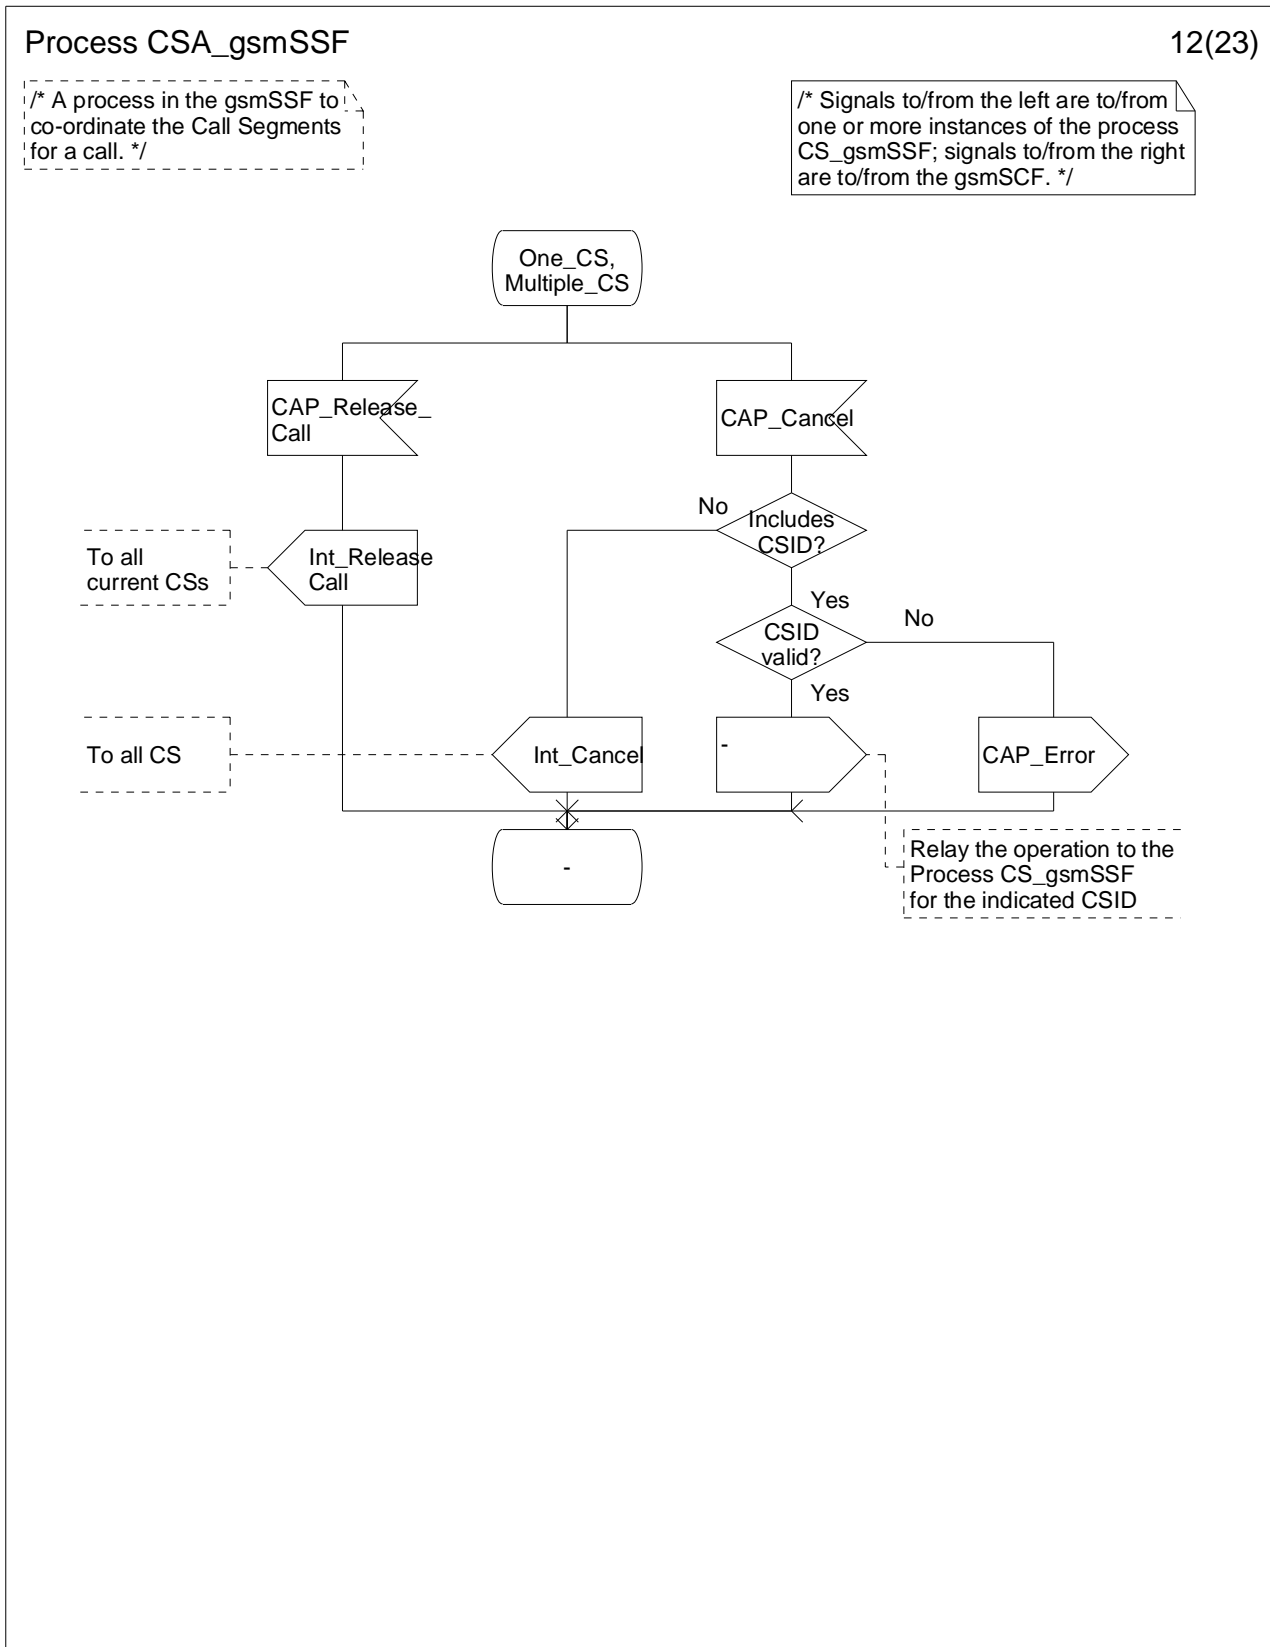 Process CSA_gsmSSF
12(23)
/* A process in the gsmSSF to
co-ordinate the Call Segments
for a call. */
/* Signals to/from the left are to/from
one or more instances of the process
CS_gsmSSF; signals to/from the right
are to/from the gsmSCF. */
One_CS,
Multiple_CS
CAP_Release_
Call
CAP_Cancel
No
Includes
CSID?
To all
current CSs
Int_Release
Call
Yes
No
CSID
valid?
Yes
To all CS
Int_Cancel
-
CAP_Error
-
Relay the operation to the
Process CS_gsmSSF
for the indicated CSID